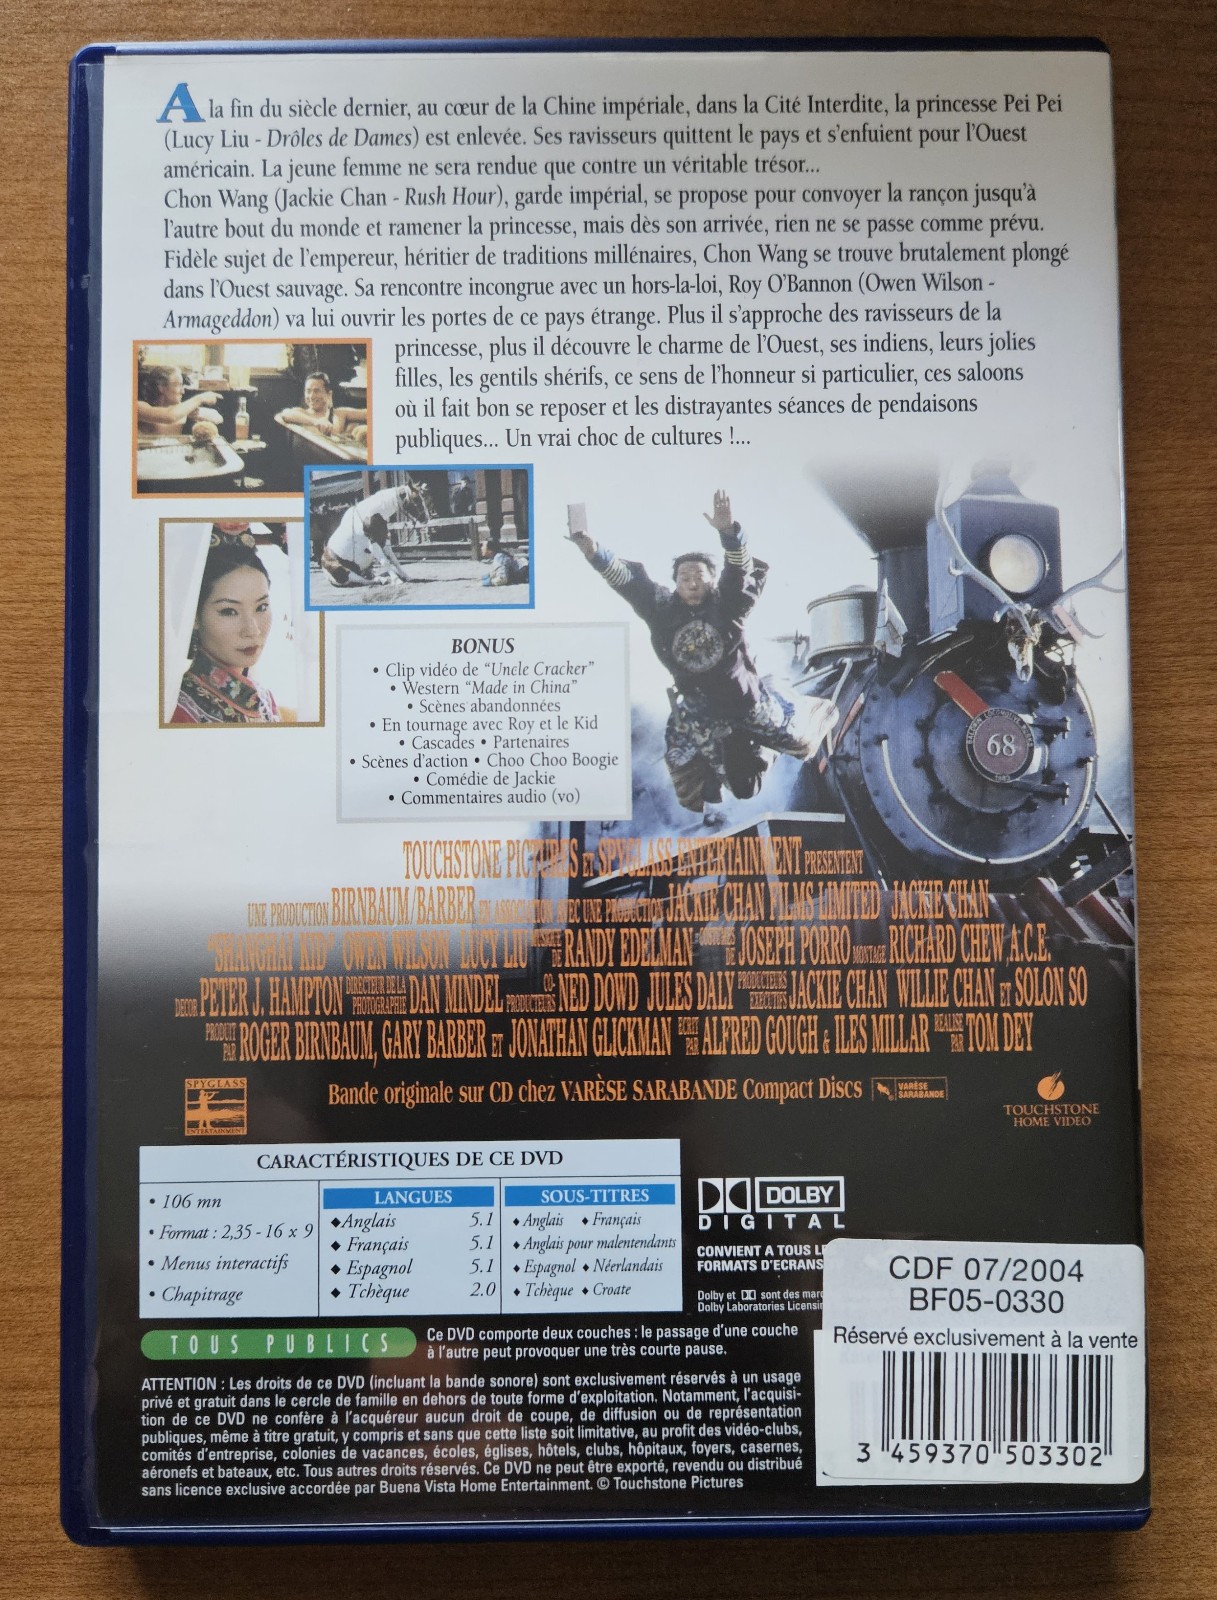 A la fin du siècle dernier, au cœur de la Chine impériale, dans la Cité Interdite, la princesse Pei Pei
(Lucy Liu - Drôles de Dames) est enlevée. Ses ravisseurs quittent le pays et s'enfuient pour l'Ouest
américain. La jeune femme ne sera rendue que contre un véritable trésor...
Chon Wang (Jackie Chan - Rush Hour), garde impérial, se propose pour convoyer la rançon jusqu'à
l'autre bout du monde et ramener la princesse, mais dès son arrivée, rien ne se passe comme prévu.
Fidèle sujet de l'empereur, héritier de traditions millénaires, Chon Wang se trouve brutalement plongé
dans l'Ouest sauvage. Sa rencontre incongrue avec un hors-la-loi, Roy O'Bannon (Owen Wilson -
Armageddon) va lui ouvrir les portes de ce pays étrange. Plus il s'approche des ravisseurs de la
princesse, plus il découvre le charme de l'Ouest, ses indiens, leurs jolies
filles, les gentils shérifs, ce sens de l'honneur si particulier, ces saloons
où il fait bon se reposer et les distrayantes séances de pendaisons
publiques... Un vrai choc de cultures !...
BONUS
• Clip vidéo de "Uncle Cracker"
• Western "Made in China"
• Scènes abandonnées
• En tournage avec Roy et le Kid
• Cascades • Partenaires
• Scènes d'action • Choo Choo Boogie
• Comédie de Jackie
• Commentaires audio (vo)
68
TOUCHSTONE PICTURES ET SPYGLASS ENTERTAINMENT PRESENTENT
UNE PRODUCTION BIRNBAUM/BARBER EN ASSOCIATION AVEC UNE PRODUCTION JACKIE CHAN FILMS LIMITED JACKIE CHAN
"SHANGHAI KID" OWEN WILSON LUCY LIU MUSIQUE DE RANDY EDELMAN COSTUMES DE JOSEPH PORRO MONTAGE RICHARD CHEW, A.C.E.
DECOR PETER J. HAMPTON DIRECTEUR DE LA PHOTOGRAPHIE DAN MINDEL CO-PRODUCTEURS NED DOWD JULES DALY PRODUCTEURS EXECUTIFS JACKIE CHAN WILLIE CHAN ET SOLON SO
PRODUIT PAR ROGER BIRNBAUM, GARY BARBER ET JONATHAN GLICKMAN ECRIT PAR ALFRED GOUGH & ILES MILLAR REALISE PAR TOM DEY
SPYGLASS
ENTERTAINMENT
Bande originale sur CD chez VARÈSE SARABANDE Compact Discs
VARÈSE
SARABANDE
TOUCHSTONE
HOME VIDEO
CARACTÉRISTIQUES DE CE DVD
• 106 mn
• Format : 2,35 - 16 x 9
• Menus interactifs
• Chapitrage
LANGUES
♦ Anglais 5.1
♦ Français 5.1
♦ Espagnol 5.1
♦ Tchèque 2.0
SOUS-TITRES
♦ Anglais ♦ Français
♦ Anglais pour malentendants
♦ Espagnol ♦ Néerlandais
♦ Tchèque ♦ Croate
DOLBY
DIGITAL
CONVIENT A TOUS
FORMATS D'ECRANS
Dolby et sont des
Dolby Laboratories
TOUS PUBLICS
Ce DVD comporte deux couches : le passage d'une couche
à l'autre peut provoquer une très courte pause.
ATTENTION : Les droits de ce DVD (incluant la bande sonore) sont exclusivement réservés à un usage
privé et gratuit dans le cercle de famille en dehors de toute forme d'exploitation. Notamment, l'acquisi-
tion de ce DVD ne confère à l'acquéreur aucun droit de coupe, de diffusion ou de représentation
publiques, même à titre gratuit, y compris et sans que cette liste soit limitative, au profit des vidéo-clubs,
comités d'entreprise, colonies de vacances, écoles, églises, hôtels, clubs, hôpitaux, foyers, casernes,
aéronefs et bateaux, etc. Tous autres droits réservés. Ce DVD ne peut être exporté, revendu ou distribué
sans licence exclusive accordée par Buena Vista Home Entertainment. © Touchstone Pictures
CDF 07/2004
BF05-0330
Réservé exclusivement à la vente
3 459370 503302